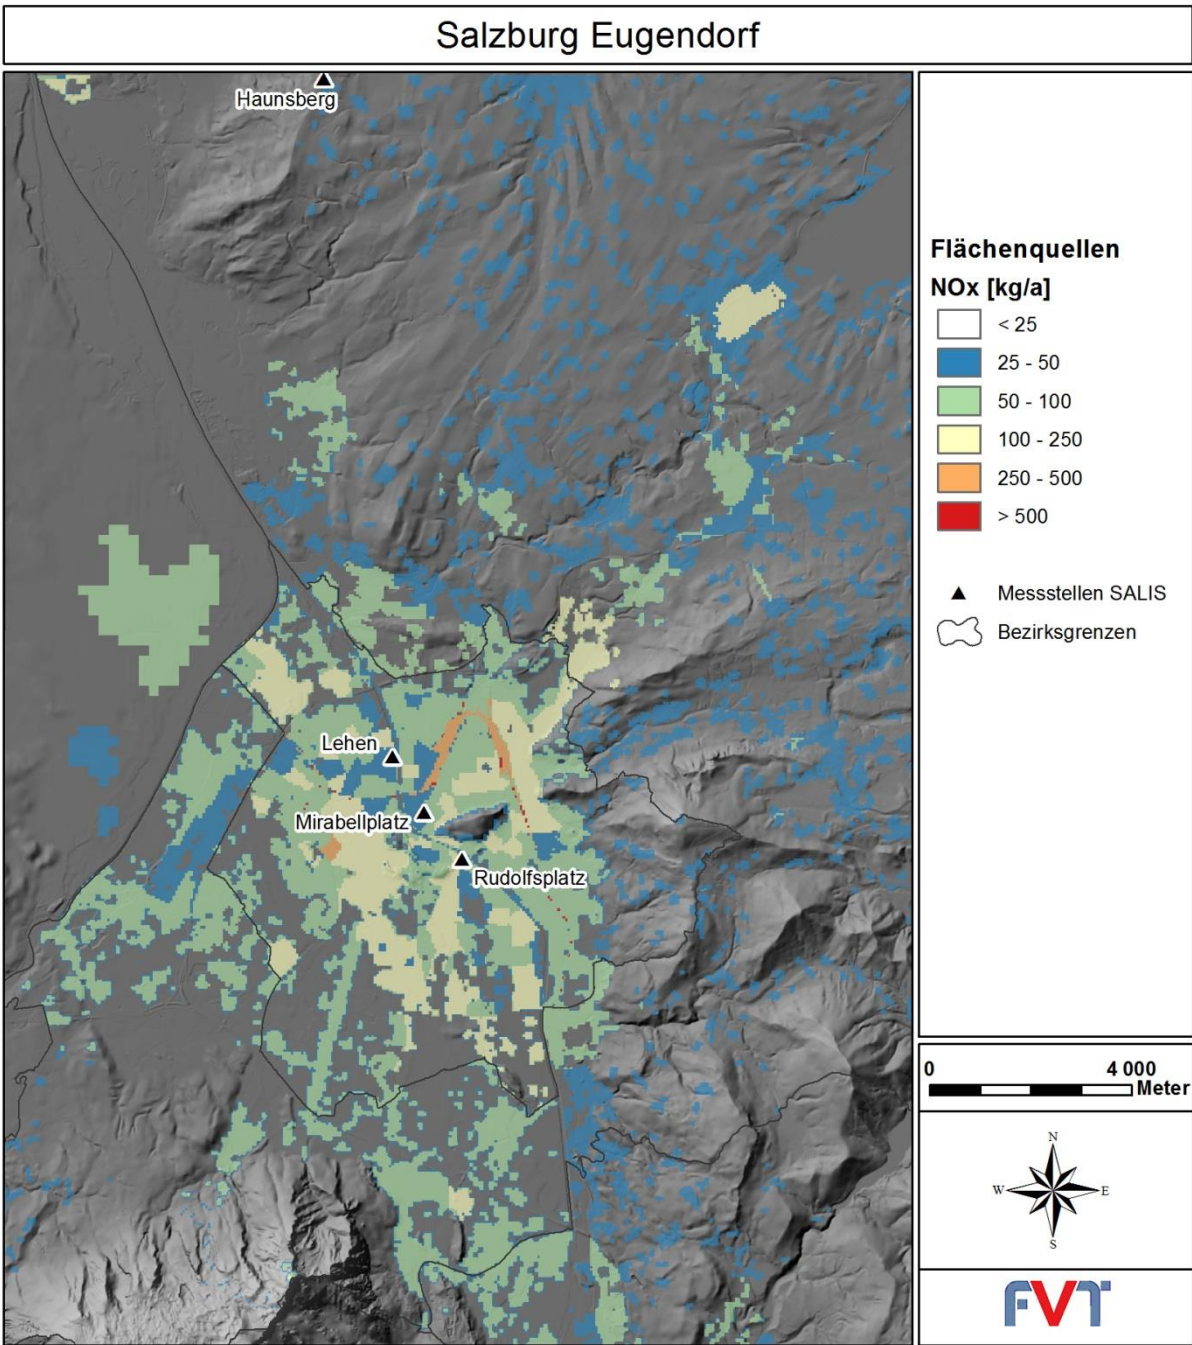 Salzburg Eugendorf
Haunsberg
Lehen
Mirabellplatz
Rudolfsplatz
Flächenquellen
NOx [kg/a]
< 25
25 - 50
50 - 100
100 - 250
250 - 500
> 500
Messstellen SALIS
Bezirksgrenzen
0 4 000
Meter
N
W E
S
FVT